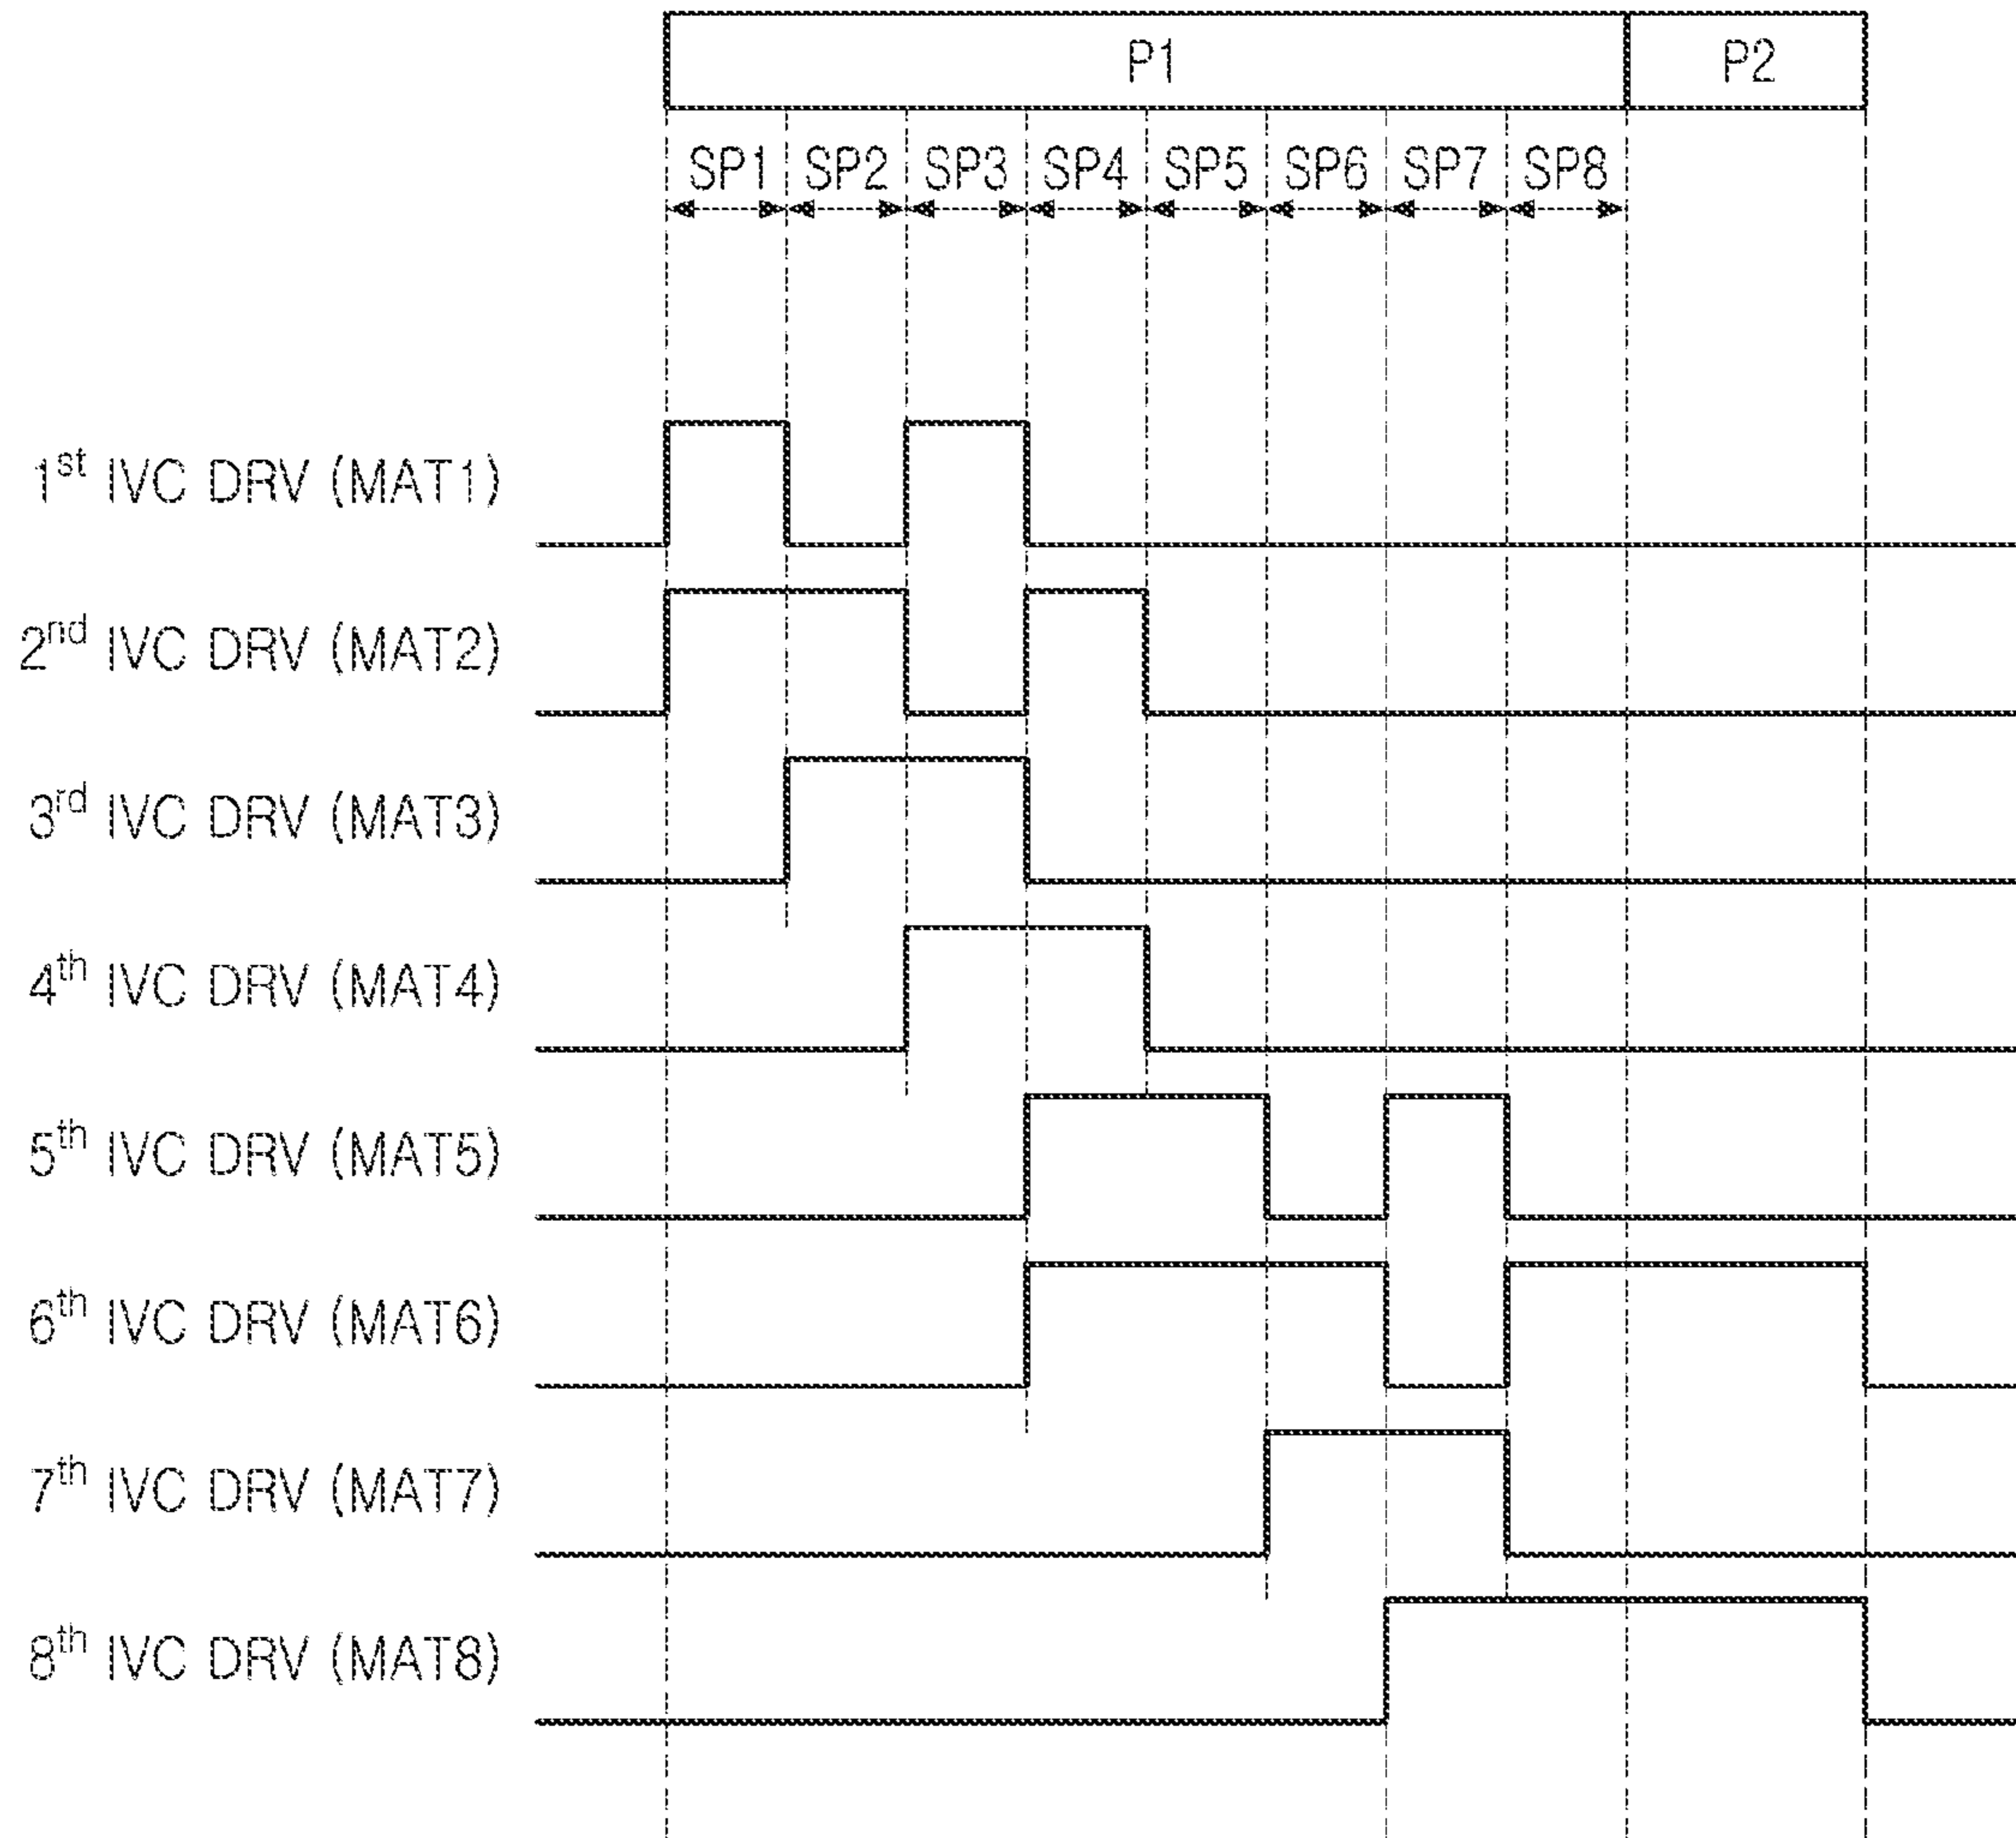 P1 P2
SP1 SP2 SP3 SP4 SP5 SP6 SP7 SP8
1st IVC DRV (MAT1)
2nd IVC DRV (MAT2)
3rd IVC DRV (MAT3)
4th IVC DRV (MAT4)
5th IVC DRV (MAT5)
6th IVC DRV (MAT6)
7th IVC DRV (MAT7)
8th IVC DRV (MAT8)